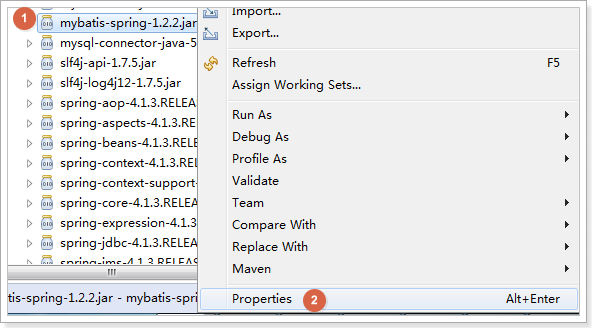 1
mybatis-spring-1.2.2.jar
mysql-connector-java-5
slf4j-api-1.7.5.jar
slf4j-log4j12-1.7.5.jar
spring-aop-4.1.3.RELEA
spring-aspects-4.1.3.REL
spring-beans-4.1.3.RELE
spring-context-4.1.3.REL
spring-context-support-
spring-core-4.1.3.RELEA
spring-expression-4.1.3
spring-jdbc-4.1.3.RELEA
spring-jms-4.1.3.RELEAS
tis-spring-1.2.2.jar - mybatis-spri
Import...
Export...
Refresh F5
Assign Working Sets...
Run As
Debug As
Profile As
Validate
Team
Compare With
Replace With
Maven
Properties 2 Alt+Enter